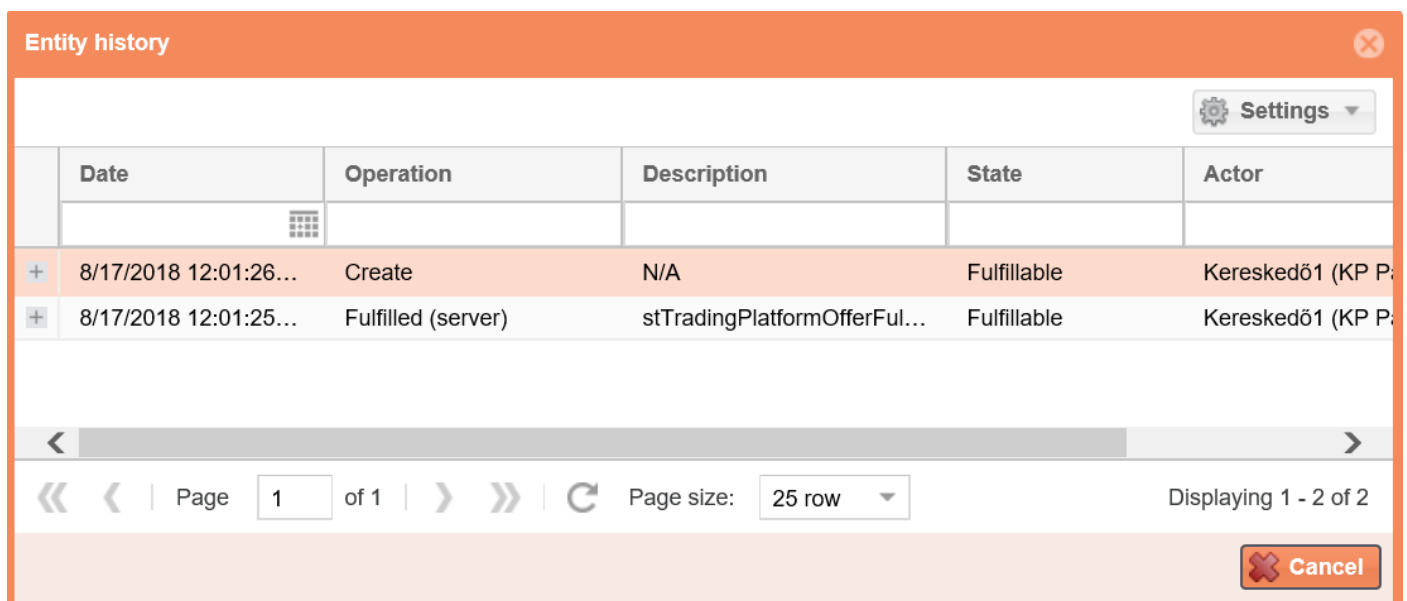 Entity history
Settings
Date Operation Description State Actor
8/17/2018 12:01:26... Create N/A Fulfillable Kereskedő1 (KP
8/17/2018 12:01:25... Fulfilled (server) stTradingPlatformOfferFul... Fulfillable Kereskedő1 (KP
Page 1 of 1 Page size: 25 row Displaying 1 - 2 of 2
Cancel